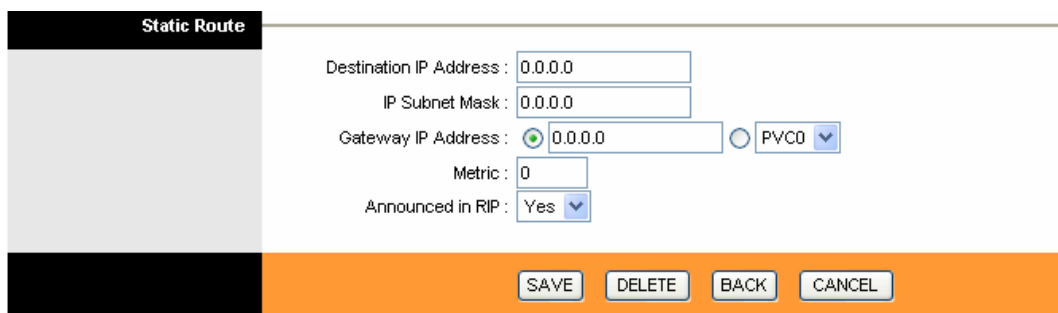 Static Route
Destination IP Address : 0.0.0.0
IP Subnet Mask : 0.0.0.0
Gateway IP Address : 0.0.0.0 PVC0
Metric : 0
Announced in RIP : Yes
SAVE DELETE BACK CANCEL